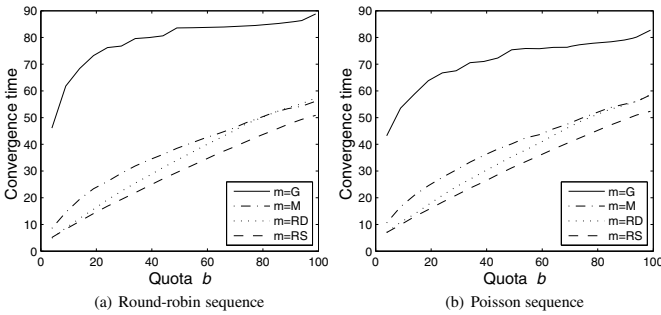 90
80
70
60
50
40
30
20
10
0
0 20 40 60 80 100
Convergence time
Quota b
m=G
m=M
m=RD
m=RS
(a) Round-robin sequence
90
80
70
60
50
40
30
20
10
0
0 20 40 60 80 100
Convergence time
Quota b
m=G
m=M
m=RD
m=RS
(b) Poisson sequence